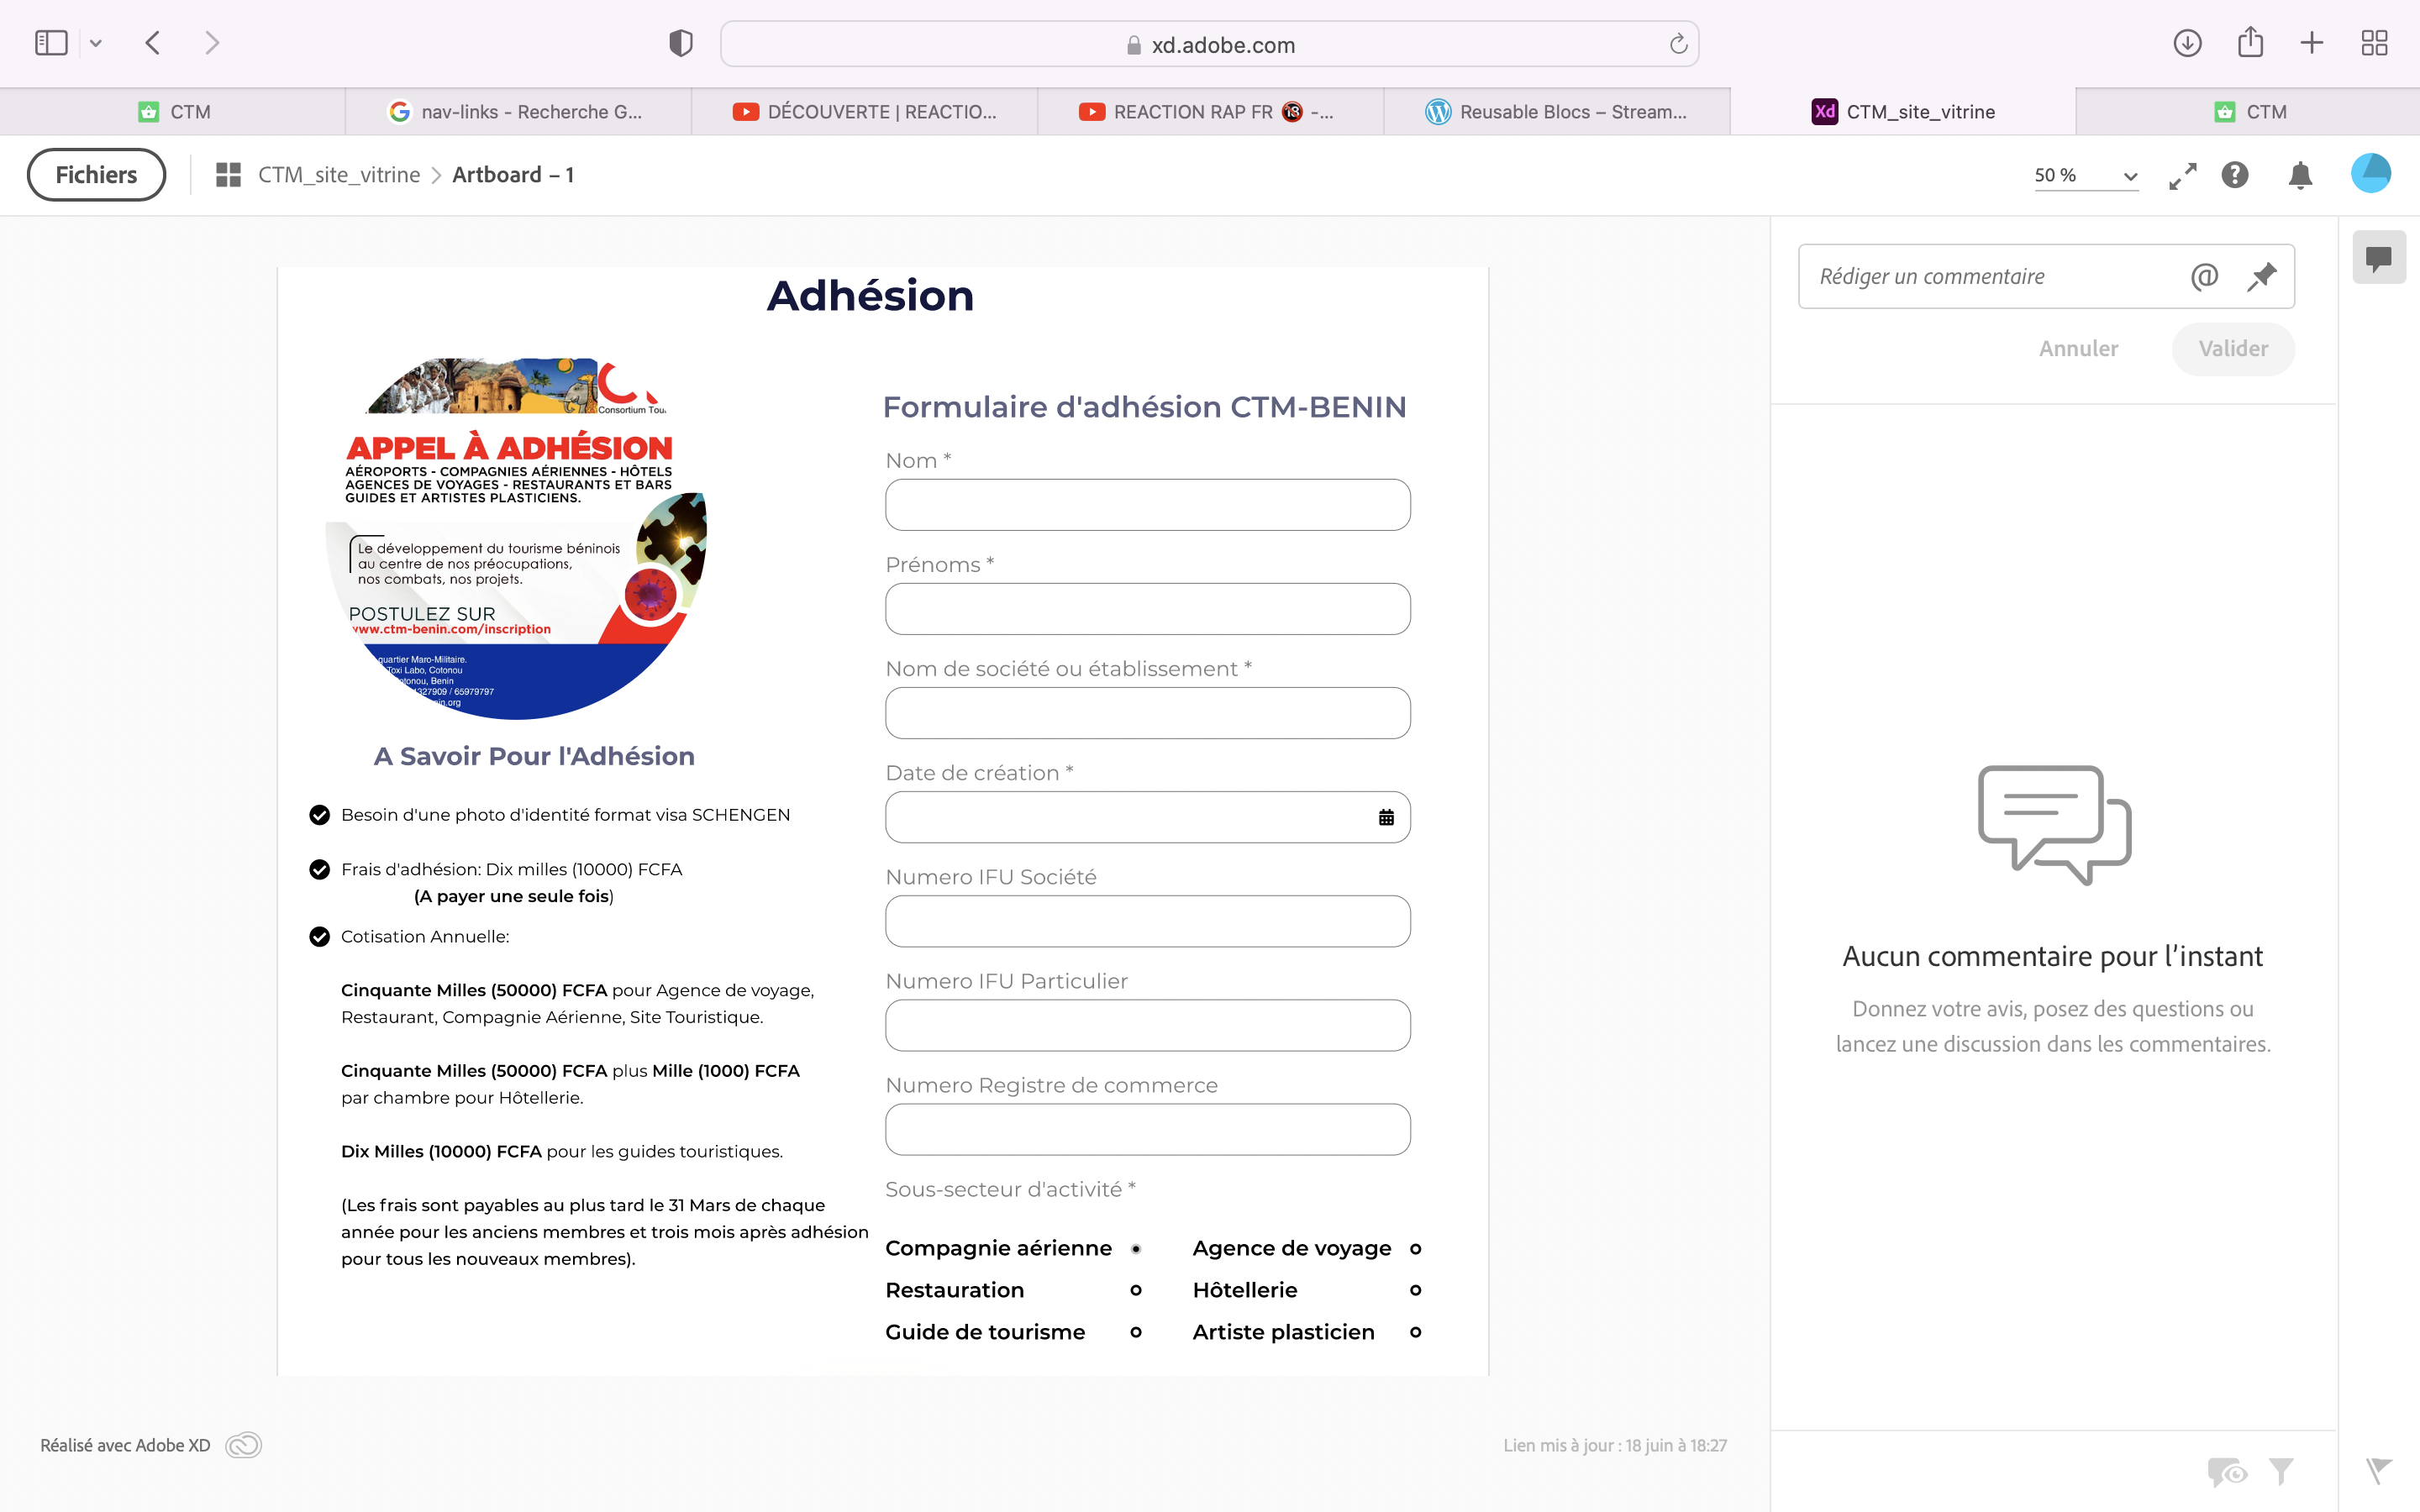 xd.adobe.com
CTM
nav-links - Recherche G...
DÉCOUVERTE | REACTIO...
REACTION RAP FR 🔞 -...
Reusable Blocs – Stream...
Xd CTM_site_vitrine
CTM
Fichiers
CTM_site_vitrine > Artboard – 1
50 %
Adhésion
Consortium Tou
APPEL À ADHÉSION
AÉROPORTS - COMPAGNIES AÉRIENNES - HÔTELS
AGENCES DE VOYAGES - RESTAURANTS ET BARS
GUIDES ET ARTISTES PLASTICIENS.
Le développement du tourisme béninois
au centre de nos préocupations,
nos combats, nos projets.
POSTULEZ SUR
www.ctm-benin.com/inscription
quartier Maro-Militaire.
Toxi Labo, Cotonou
tonou, Benin
1327909 / 65979797
nin.org
A Savoir Pour l'Adhésion
Besoin d'une photo d'identité format visa SCHENGEN
Frais d'adhésion: Dix milles (10000) FCFA
(A payer une seule fois)
Cotisation Annuelle:
Cinquante Milles (50000) FCFA pour Agence de voyage,
Restaurant, Compagnie Aérienne, Site Touristique.
Cinquante Milles (50000) FCFA plus Mille (1000) FCFA
par chambre pour Hôtellerie.
Dix Milles (10000) FCFA pour les guides touristiques.
(Les frais sont payables au plus tard le 31 Mars de chaque
année pour les anciens membres et trois mois après adhésion
pour tous les nouveaux membres).
Formulaire d'adhésion CTM-BENIN
Nom *
Prénoms *
Nom de société ou établissement *
Date de création *
Numero IFU Société
Numero IFU Particulier
Numero Registre de commerce
Sous-secteur d'activité *
Compagnie aérienne
Agence de voyage
Restauration
Hôtellerie
Guide de tourisme
Artiste plasticien
Rédiger un commentaire
Annuler
Valider
Aucun commentaire pour l'instant
Donnez votre avis, posez des questions ou
lancez une discussion dans les commentaires.
Réalisé avec Adobe XD
Lien mis à jour : 18 juin à 18:27